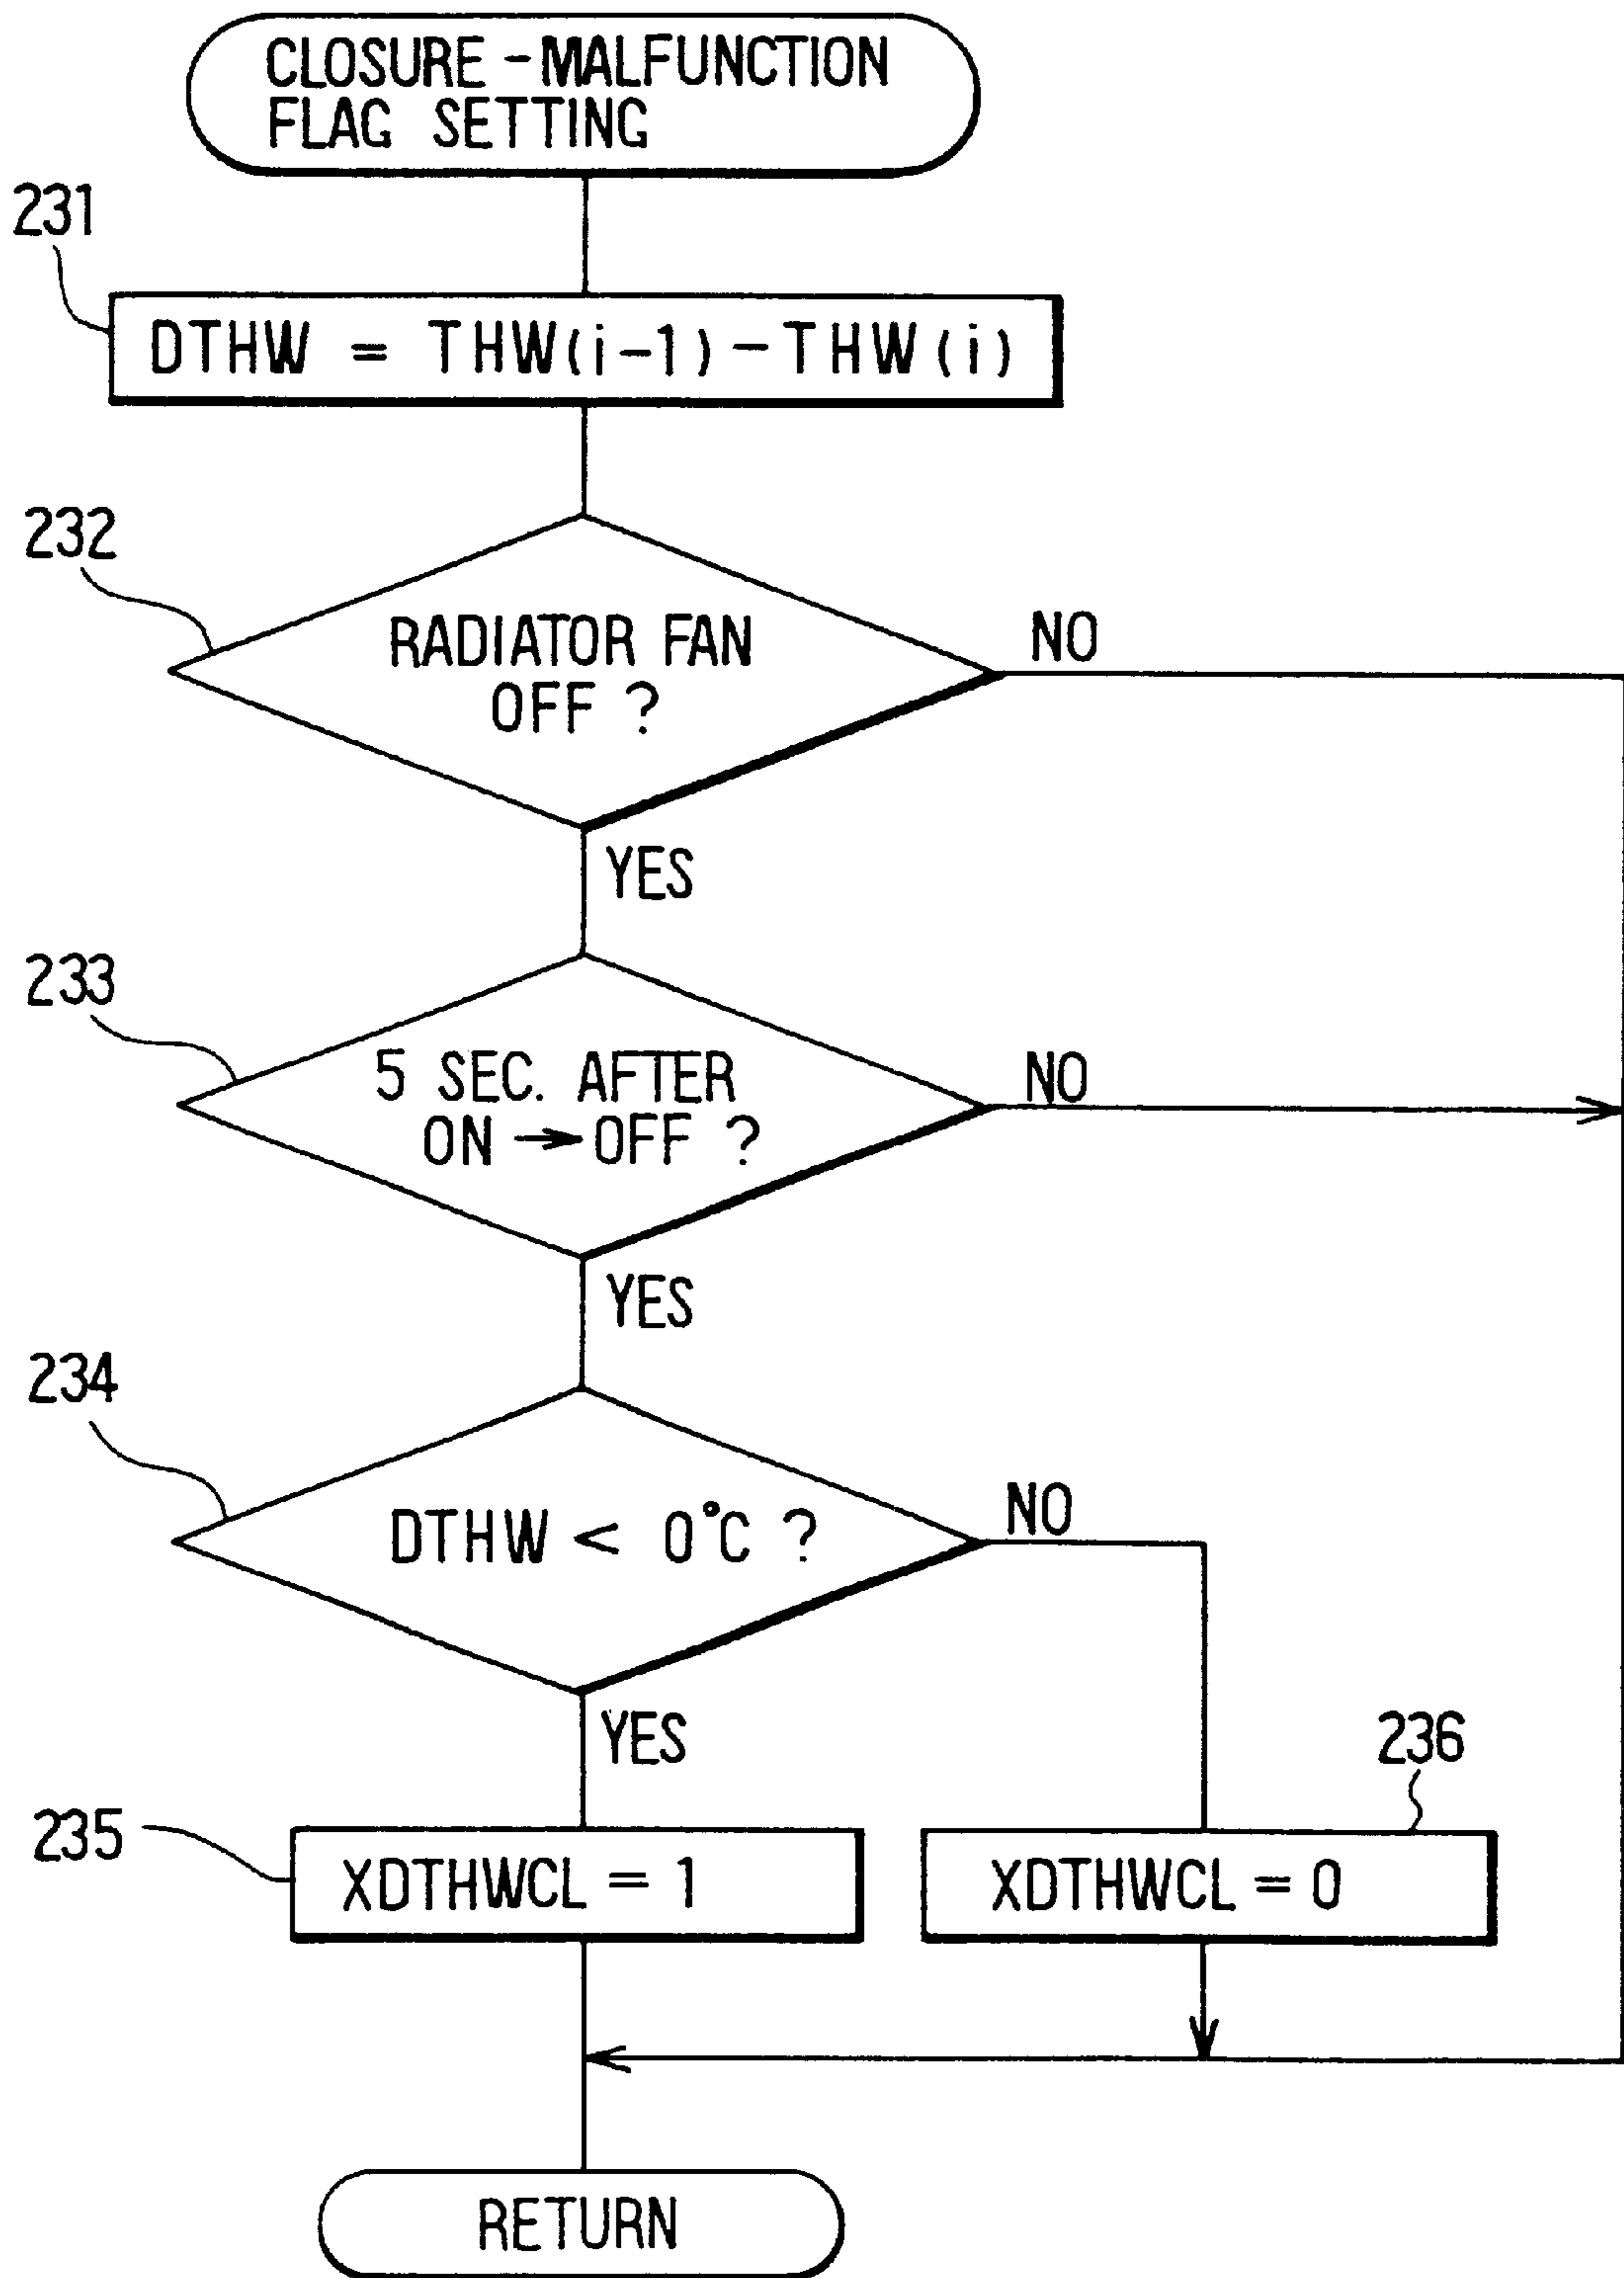 CLOSURE-MALFUNCTION
FLAG SETTING
231
DTHW = THW(i-1)-THW(i)
232
RADIATOR FAN
OFF ?
NO
YES
233
5 SEC. AFTER
ON → OFF ?
NO
YES
234
DTHW < 0°C ?
NO
YES
235
XDTHWCL = 1
236
XDTHWCL = 0
RETURN